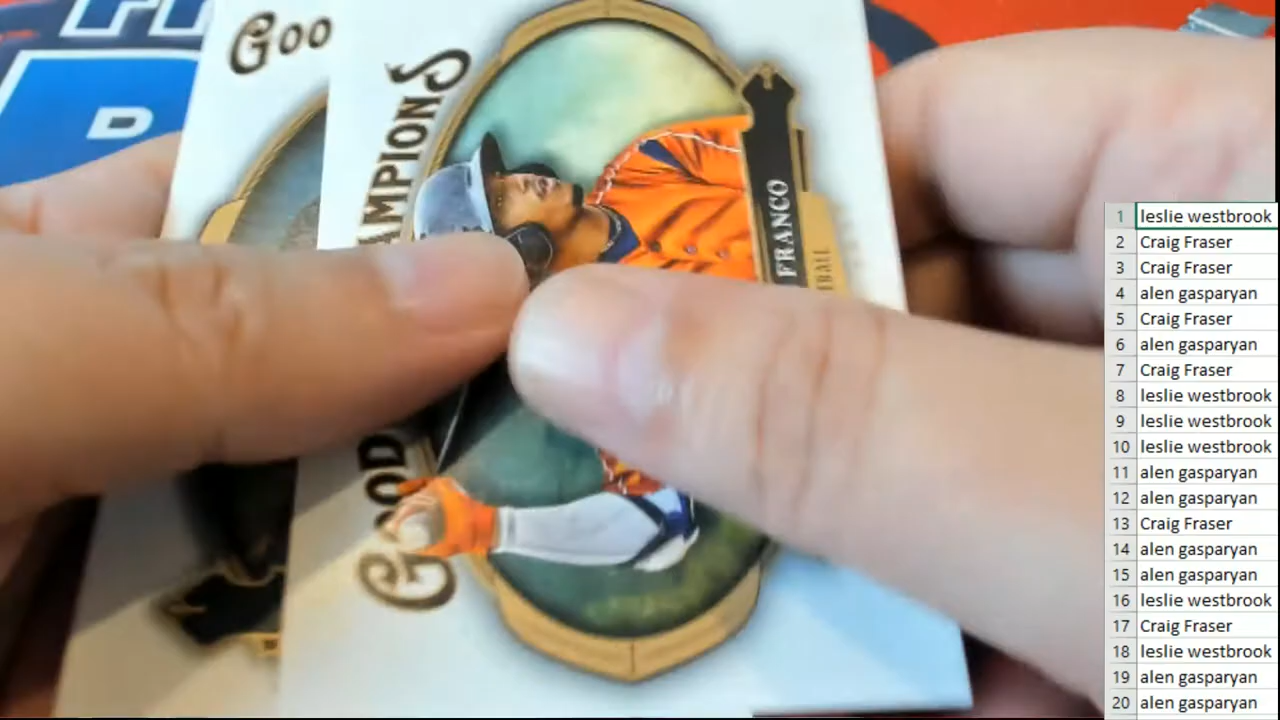 Goo
AMPIONS
GOOD
FRANCO
D
1 leslie westbrook
2 Craig Fraser
3 Craig Fraser
4 alen gasparyan
5 Craig Fraser
6 alen gasparyan
7 Craig Fraser
8 leslie westbrook
9 leslie westbrook
10 leslie westbrook
11 alen gasparyan
12 alen gasparyan
13 Craig Fraser
14 alen gasparyan
15 alen gasparyan
16 leslie westbrook
17 Craig Fraser
18 leslie westbrook
19 alen gasparyan
20 alen gasparyan